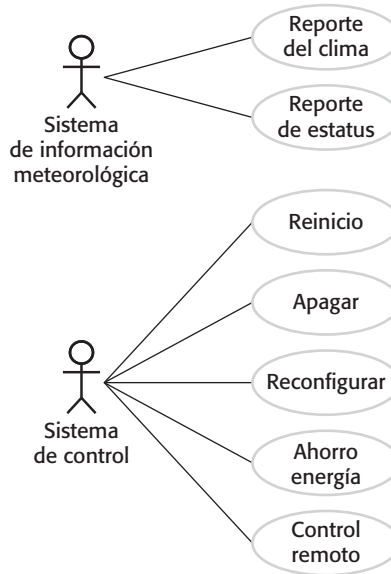 Reporte
del clima
Reporte
de estatus
Sistema
de información
meteorológica
Reinicio
Apagar
Reconfigurar
Sistema
de control
Ahorro
energía
Control
remoto